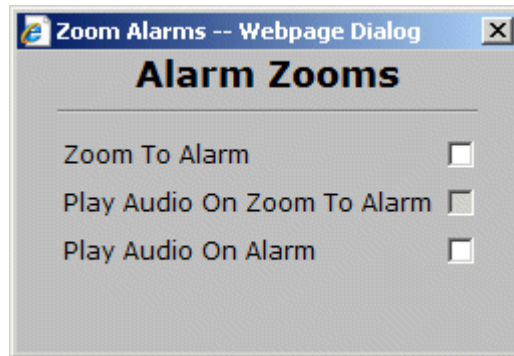 Zoom Alarms -- Webpage Dialog
Alarm Zooms
Zoom To Alarm
Play Audio On Zoom To Alarm
Play Audio On Alarm